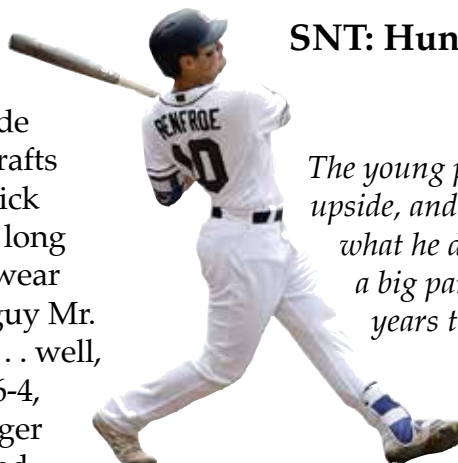 SNT: Hun
de
rafts
ick
long
wear
guy Mr.
. . . well,
6-4,
ger
RENFROE
10
The young p
upside, and
what he d
a big par
years t